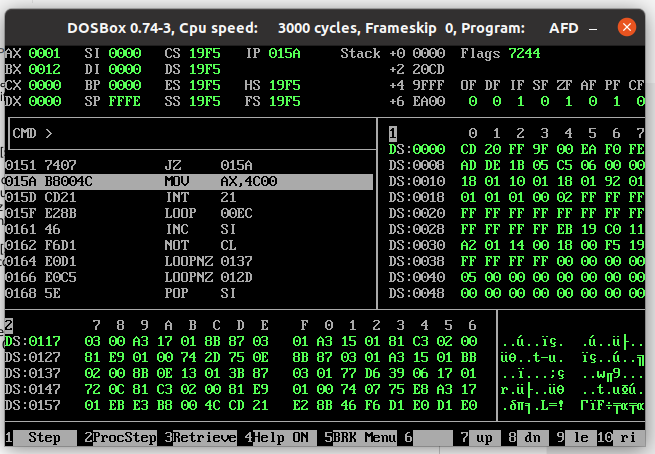 DOSBox 0.74-3, Cpu speed: 3000 cycles, Frameskip 0, Program: AFD
AX 0001 SI 0000 CS 19F5 IP 015A Stack +0 0000 Flags 7244
BX 0012 DI 0000 DS 19F5 +2 20CD
CX 0000 BP 0000 ES 19F5 HS 19F5 +4 9FFF OF DF IF SF ZF AF PF CF
DX 0000 SP FFFE SS 19F5 FS 19F5 +6 EA00 0 0 1 0 1 0 1 0
CMD > 1 0 1 2 3 4 5 6 7
DS:0000 CD 20 FF 9F 00 EA F0 FE
0151 7407 JZ 015A DS:0008 AD DE 1B 05 C5 06 00 00
015A B8004C MOV AX,4C00 DS:0010 18 01 10 01 18 01 92 01
015D CD21 INT 21 DS:0018 01 01 01 00 02 FF FF FF
015F E28B LOOP 00EC DS:0020 FF FF FF FF FF FF FF FF
0161 46 INC SI DS:0028 FF FF FF FF EB 19 C0 11
0162 F6D1 NOT CL DS:0030 A2 01 14 00 18 00 F5 19
0164 E0D1 LOOPNZ 0137 DS:0038 FF FF FF FF 00 00 00 00
0166 E0C5 LOOPNZ 012D DS:0040 05 00 00 00 00 00 00 00
0168 5E POP SI DS:0048 00 00 00 00 00 00 00 00
2 7 8 9 A B C D E F 0 1 2 3 4 5 6
DS:0117 03 00 A3 17 01 8B 87 03 01 A3 15 01 81 C3 02 00
DS:0127 81 E9 01 00 74 2D 75 0E 8B 87 03 01 A3 15 01 BB
DS:0137 02 00 8B 0E 13 01 3B 87 03 01 77 D6 39 06 17 01
DS:0147 72 0C 81 C3 02 00 81 E9 01 00 74 07 75 E8 A3 17
DS:0157 01 EB E3 B8 00 4C CD 21 E2 8B 46 F6 D1 E0 D1 E0
1 Step 2 ProcStep 3 Retrieve 4 Help ON 5 BRK Menu 6 7 up 8 dn 9 le 10 ri